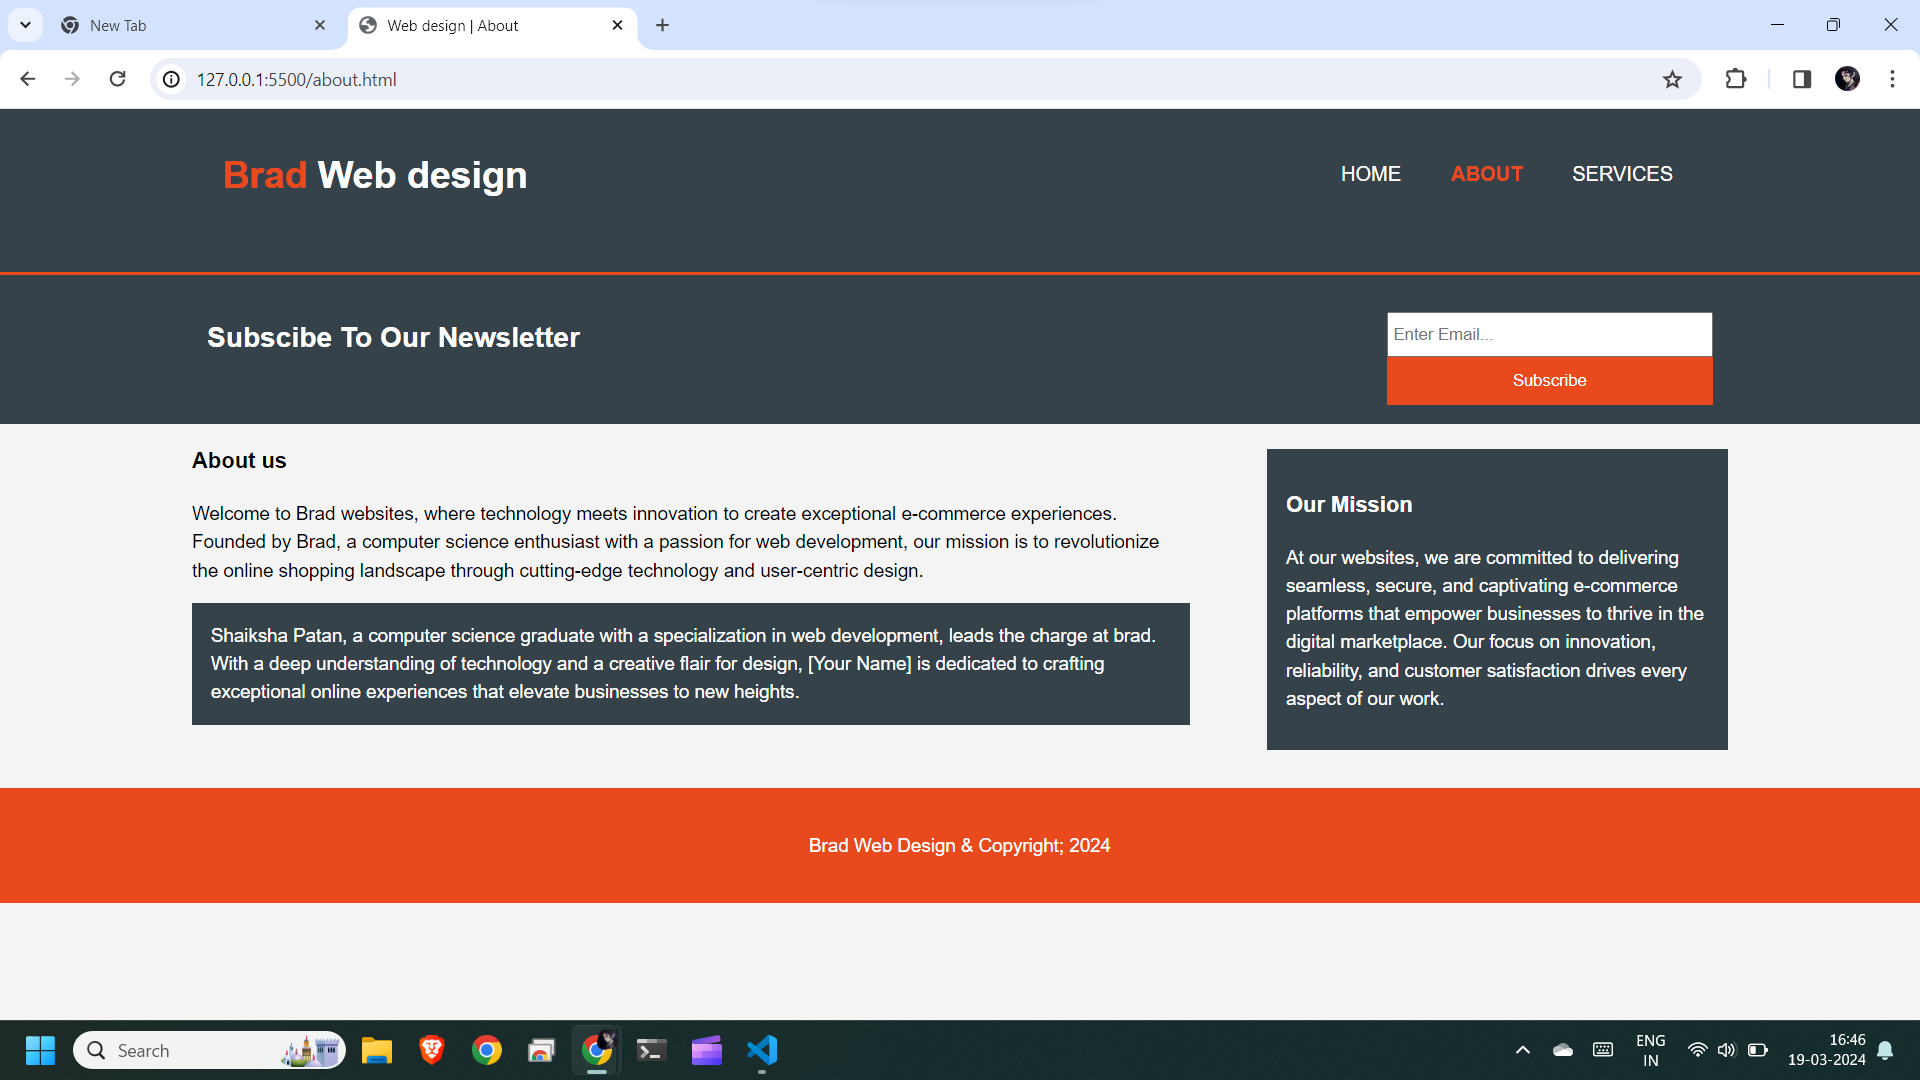 New Tab
Web design | About
127.0.0.1:5500/about.html
Brad Web design
HOME ABOUT SERVICES
Subscibe To Our Newsletter
Enter Email...
Subscribe
About us
Welcome to Brad websites, where technology meets innovation to create exceptional e-commerce experiences.
Founded by Brad, a computer science enthusiast with a passion for web development, our mission is to revolutionize
the online shopping landscape through cutting-edge technology and user-centric design.
Shaiksha Patan, a computer science graduate with a specialization in web development, leads the charge at brad.
With a deep understanding of technology and a creative flair for design, [Your Name] is dedicated to crafting
exceptional online experiences that elevate businesses to new heights.
Our Mission
At our websites, we are committed to delivering
seamless, secure, and captivating e-commerce
platforms that empower businesses to thrive in the
digital marketplace. Our focus on innovation,
reliability, and customer satisfaction drives every
aspect of our work.
Brad Web Design & Copyright; 2024
Search
ENG
IN
16:46
19-03-2024